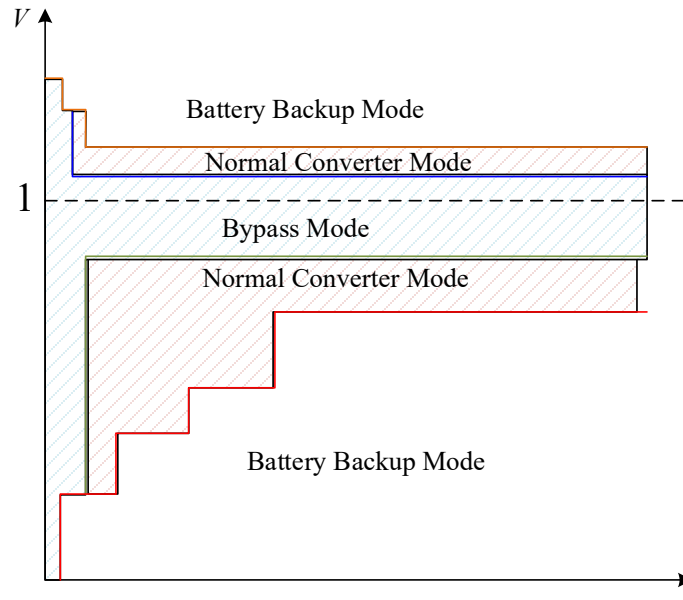 V
Battery Backup Mode
Normal Converter Mode
1
Bypass Mode
Normal Converter Mode
Battery Backup Mode